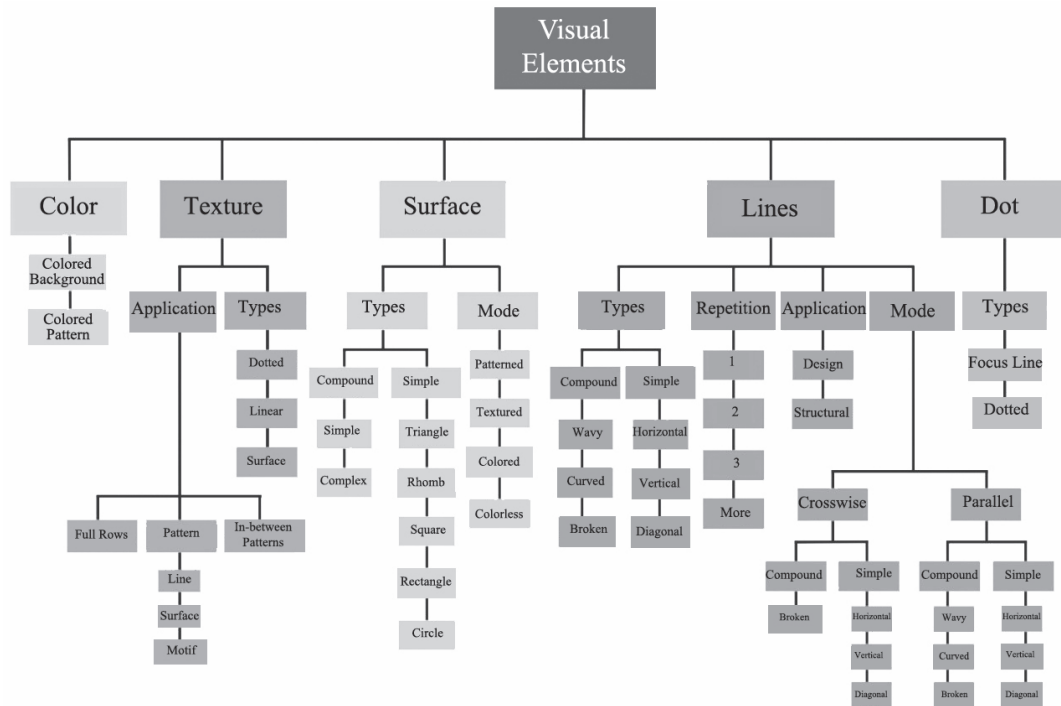 Visual
Elements
Color
Texture
Surface
Lines
Dot
Colored
Background
Colored
Pattern
Application
Types
Dotted
Linear
Surface
Full Rows
Pattern
In-between
Patterns
Line
Surface
Motif
Types
Mode
Compound
Simple
Complex
Simple
Triangle
Rhomb
Square
Rectangle
Circle
Patterned
Textured
Colored
Colorless
Types
Repetition
Application
Mode
Compound
Wavy
Curved
Broken
Simple
Horizontal
Vertical
Diagonal
1
2
3
More
Design
Structural
Crosswise
Parallel
Compound
Broken
Simple
Horizontal
Vertical
Diagonal
Compound
Wavy
Curved
Broken
Simple
Horizontal
Vertical
Diagonal
Types
Focus Line
Dotted